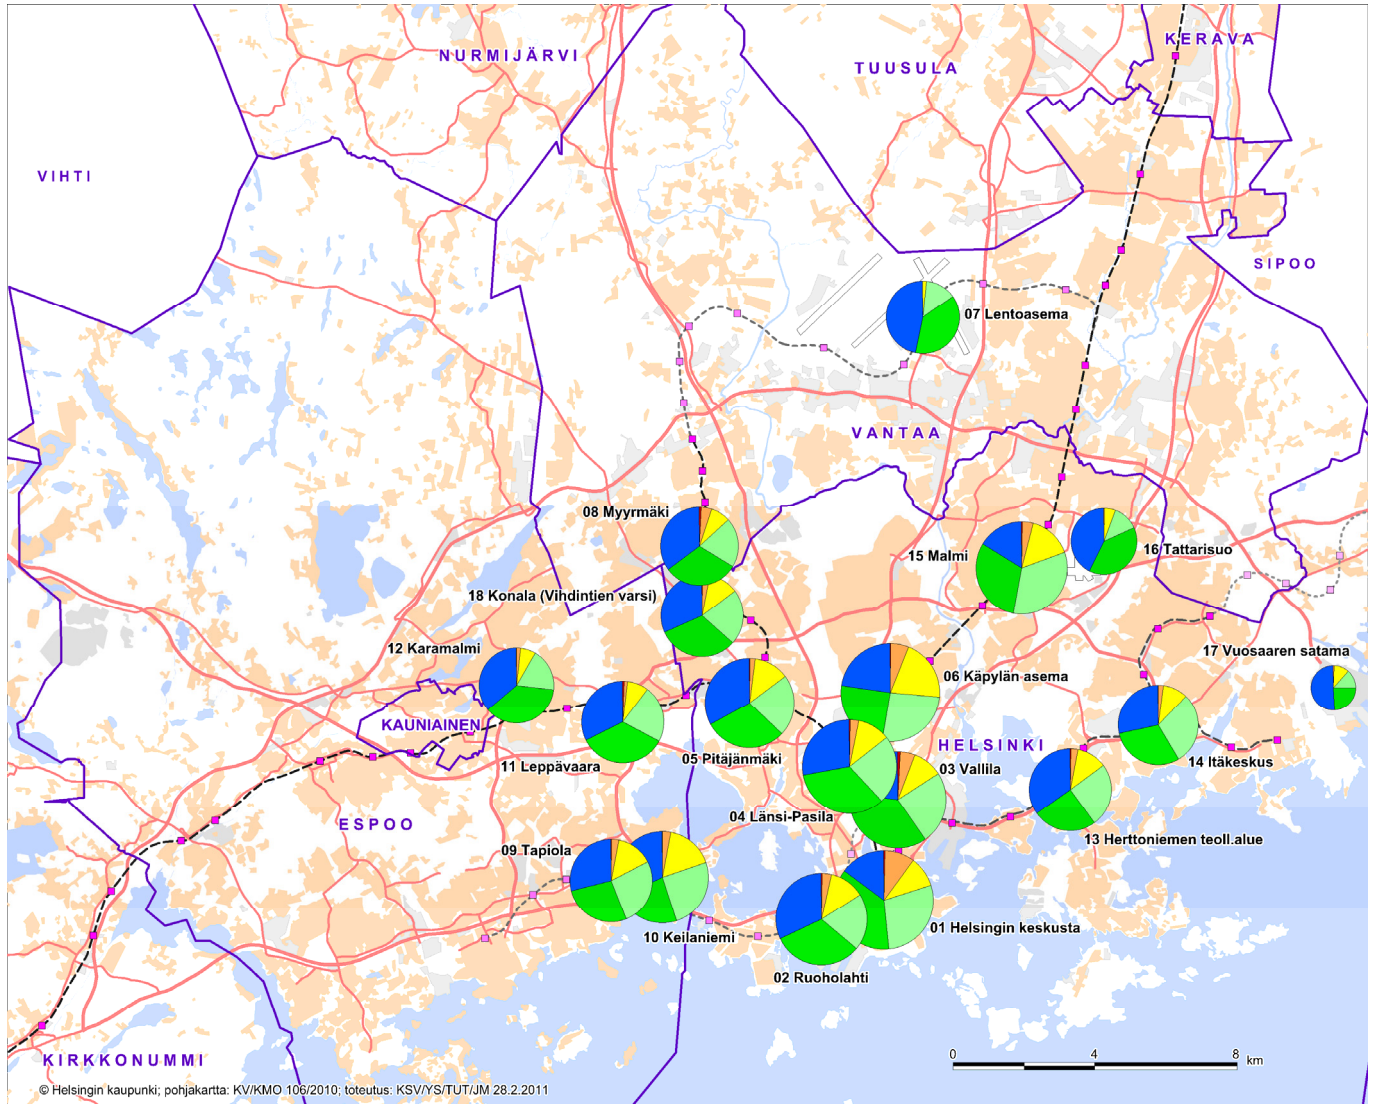 KERAVA
NURMIJÄRVI
TUUSULA
VIHTI
SIPOO
07 Lentoasema
VANTAA
08 Myyrmäki
15 Malmi
16 Tattarisuo
18 Konala (Vihdintien varsi)
12 Karamalmi
17 Vuosaaren satama
06 Käpylän asema
KAUNIAINEN
HELSINKI
05 Pitäjänmäki
11 Leppävaara
03 Vallila
14 Itäkeskus
04 Länsi-Pasila
ESPOO
13 Herttoniemen teoll.alue
09 Tapiola
01 Helsingin keskusta
10 Keilaniemi
02 Ruoholahti
KIRKKONUMMI
0 4 8 km
© Helsingin kaupunki; pohjakartta: KV/KMO 106/2010; toteutus: KSV/YS/TUT/JM 28.2.2011